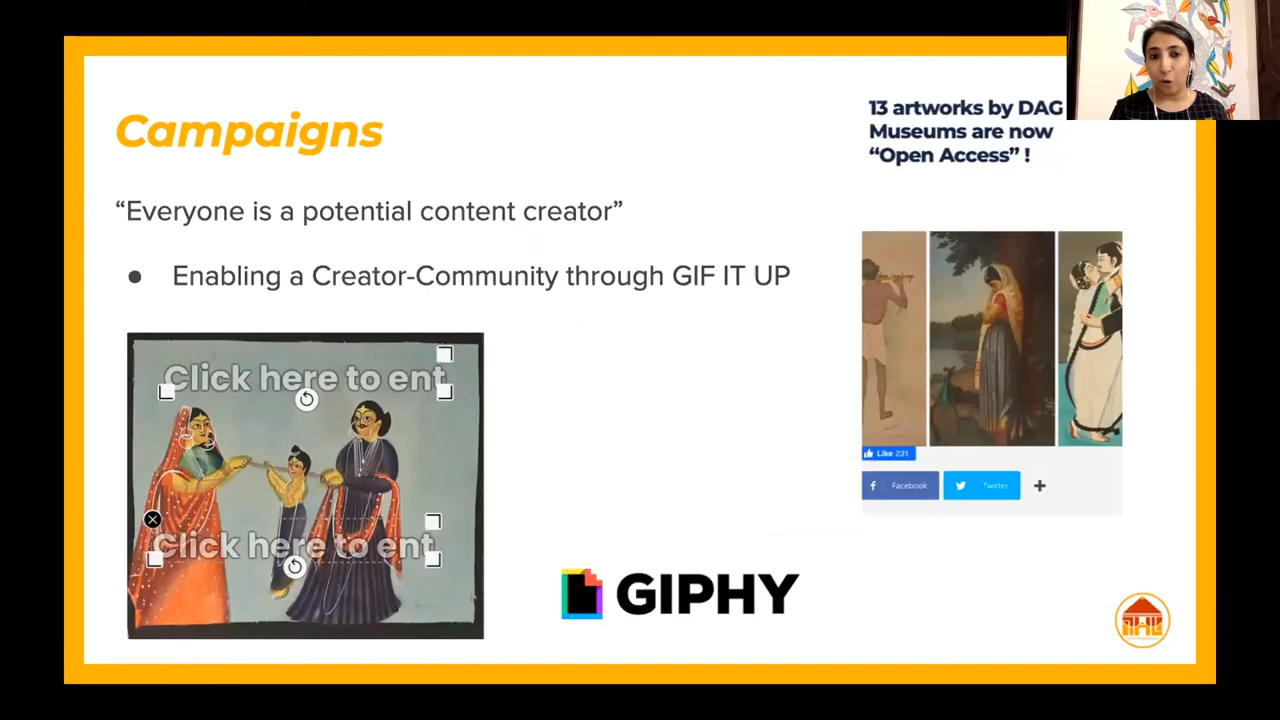 Campaigns
13 artworks by DAG
Museums are now
“Open Access” !
“Everyone is a potential content creator”
● Enabling a Creator-Community through GIF IT UP
Click here to ent
Click here to ent
Like 231
Facebook
Twitter
GIPHY